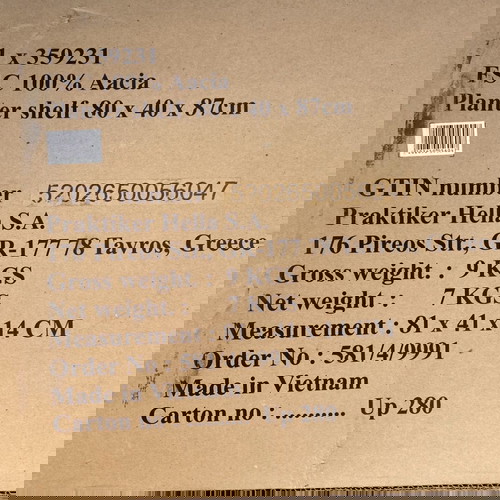 1 x 359231
FSC 100% Aacia
Planter shelf 80 x 40 x 87cm
GTIN number 5202650056047
Praktiker Hella S.A.
176 Pireos Str., GR-177 78 Tavros, Greece
Gross weight. : 9 KGS
Net weight : 7 KGS
Measurement : 81 x 41 x 14 CM
Order No.: 581/4/9991
Made in Vietnam
Carton no : ........... Up 280